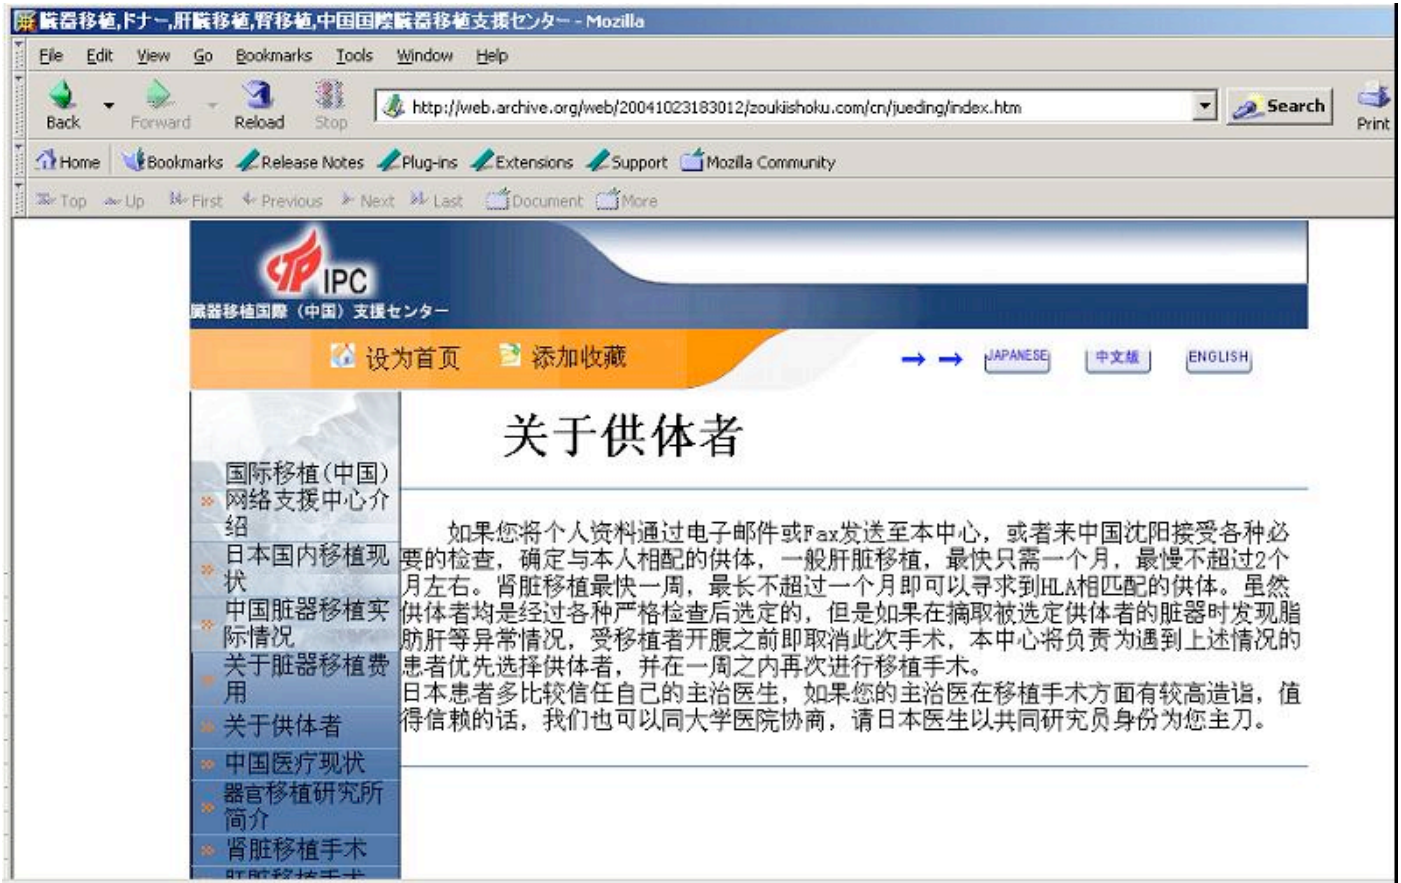 臓器移植,ドナー,肝臓移植,腎移植,中国国際臓器移植支援センター - Mozilla
File Edit View Go Bookmarks Tools Window Help
Back Forward Reload Stop http://web.archive.org/web/20041023183012/zoukiishoku.com/cn/jueding/index.htm Search Print
Home Bookmarks Release Notes Plug-ins Extensions Support Mozilla Community
Top Up First Previous Next Last Document More
CTP IPC
臓器移植国際（中国）支援センター
设为首页 添加收藏 JAPANESE 中文版 ENGLISH
关于供体者
国际移植(中国)
网络支援中心介
绍
日本国内移植现
状
中国脏器移植实
际情况
关于脏器移植费
用
关于供体者
中国医疗现状
器官移植研究所
简介
肾脏移植手术
肝脏移植手术
如果您将个人资料通过电子邮件或Fax发送至本中心，或者来中国沈阳接受各种必
要的检查，确定与本人相配的供体，一般肝脏移植，最快只需一个月，最慢不超过2个
月左右。肾脏移植最快一周，最长不超过一个月即可以寻求到HLA相匹配的供体。虽然
供体者均是经过各种严格检查后选定的，但是如果在摘取被选定供体者的脏器时发现脂
肪肝等异常情况，受移植者开腹之前即取消此次手术，本中心将负责为遇到上述情况的
患者优先选择供体者，并在一周之内再次进行移植手术。
日本患者多比较信任自己的主治医生，如果您的主治医在移植手术方面有较高造诣，值
得信赖的话，我们也可以同大学医院协商，请日本医生以共同研究员身份为您主刀。